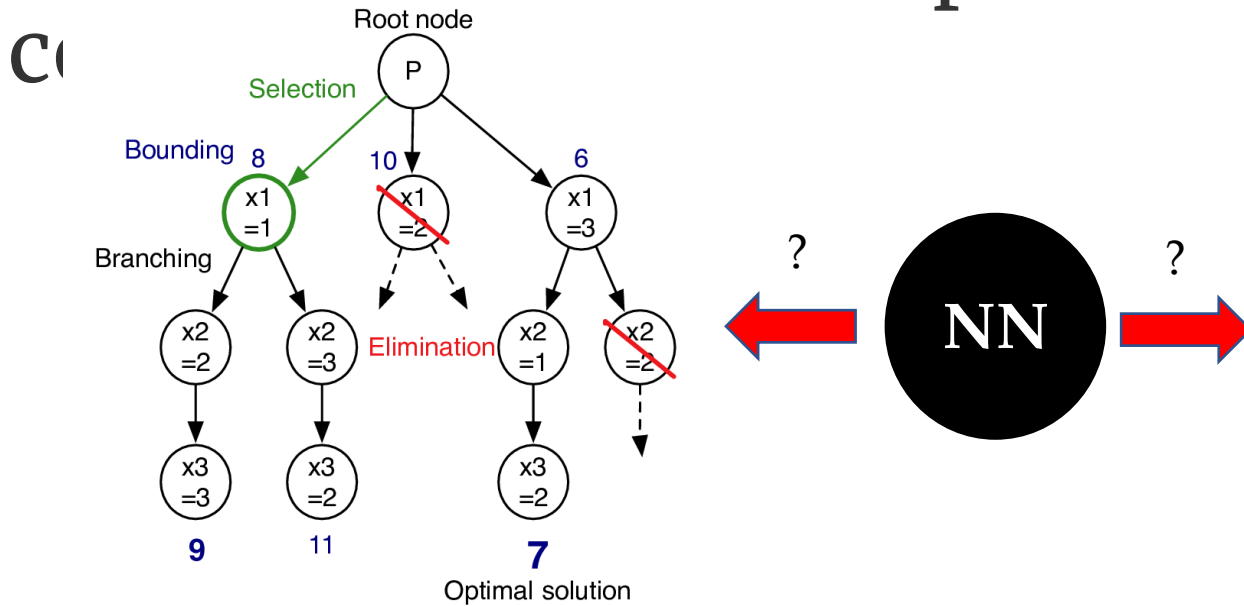 Root node
P
Selection
Bounding
8
10
6
x1
=1
x1
=2
x1
=3
?
?
Branching
NN
x2
=2
x2
=3
Elimination
x2
=1
x2
=2
x3
=3
x3
=2
x3
=2
9
11
7
Optimal solution